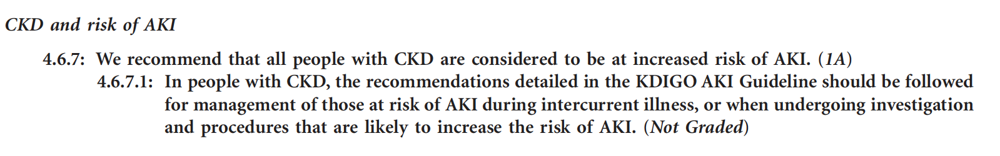 CKD and risk of AKI
4.6.7: We recommend that all people with CKD are considered to be at increased risk of AKI. (1A)
4.6.7.1: In people with CKD, the recommendations detailed in the KDIGO AKI Guideline should be followed
for management of those at risk of AKI during intercurrent illness, or when undergoing investigation
and procedures that are likely to increase the risk of AKI. (Not Graded)